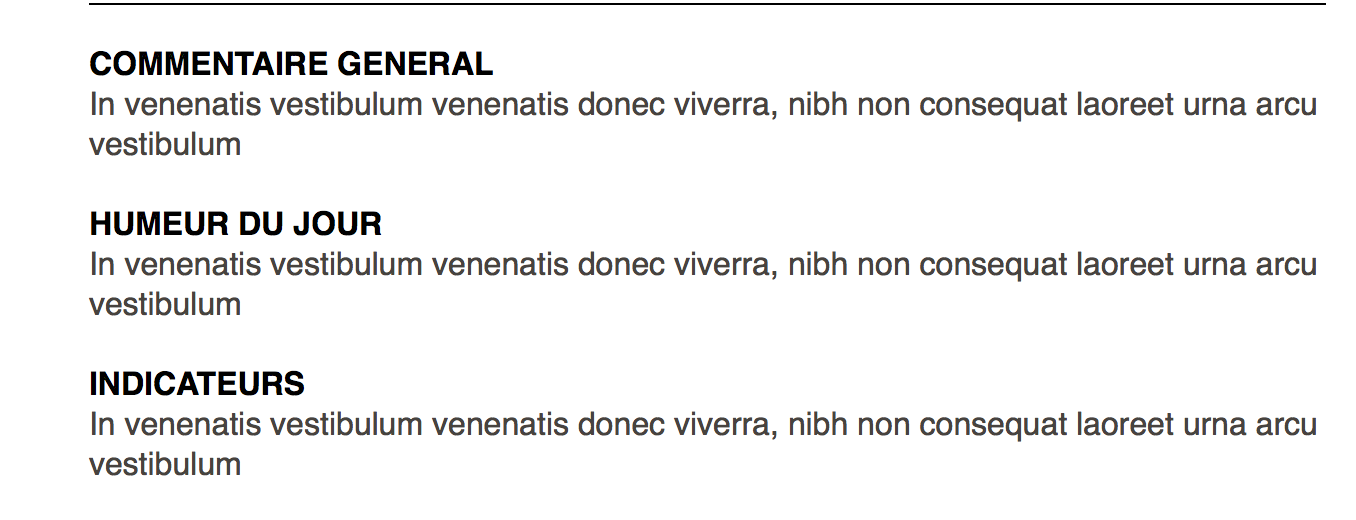 COMMENTAIRE GENERAL
In venenatis vestibulum venenatis donec viverra, nibh non consequat laoreet urna arcu
vestibulum
HUMEUR DU JOUR
In venenatis vestibulum venenatis donec viverra, nibh non consequat laoreet urna arcu
vestibulum
INDICATEURS
In venenatis vestibulum venenatis donec viverra, nibh non consequat laoreet urna arcu
vestibulum